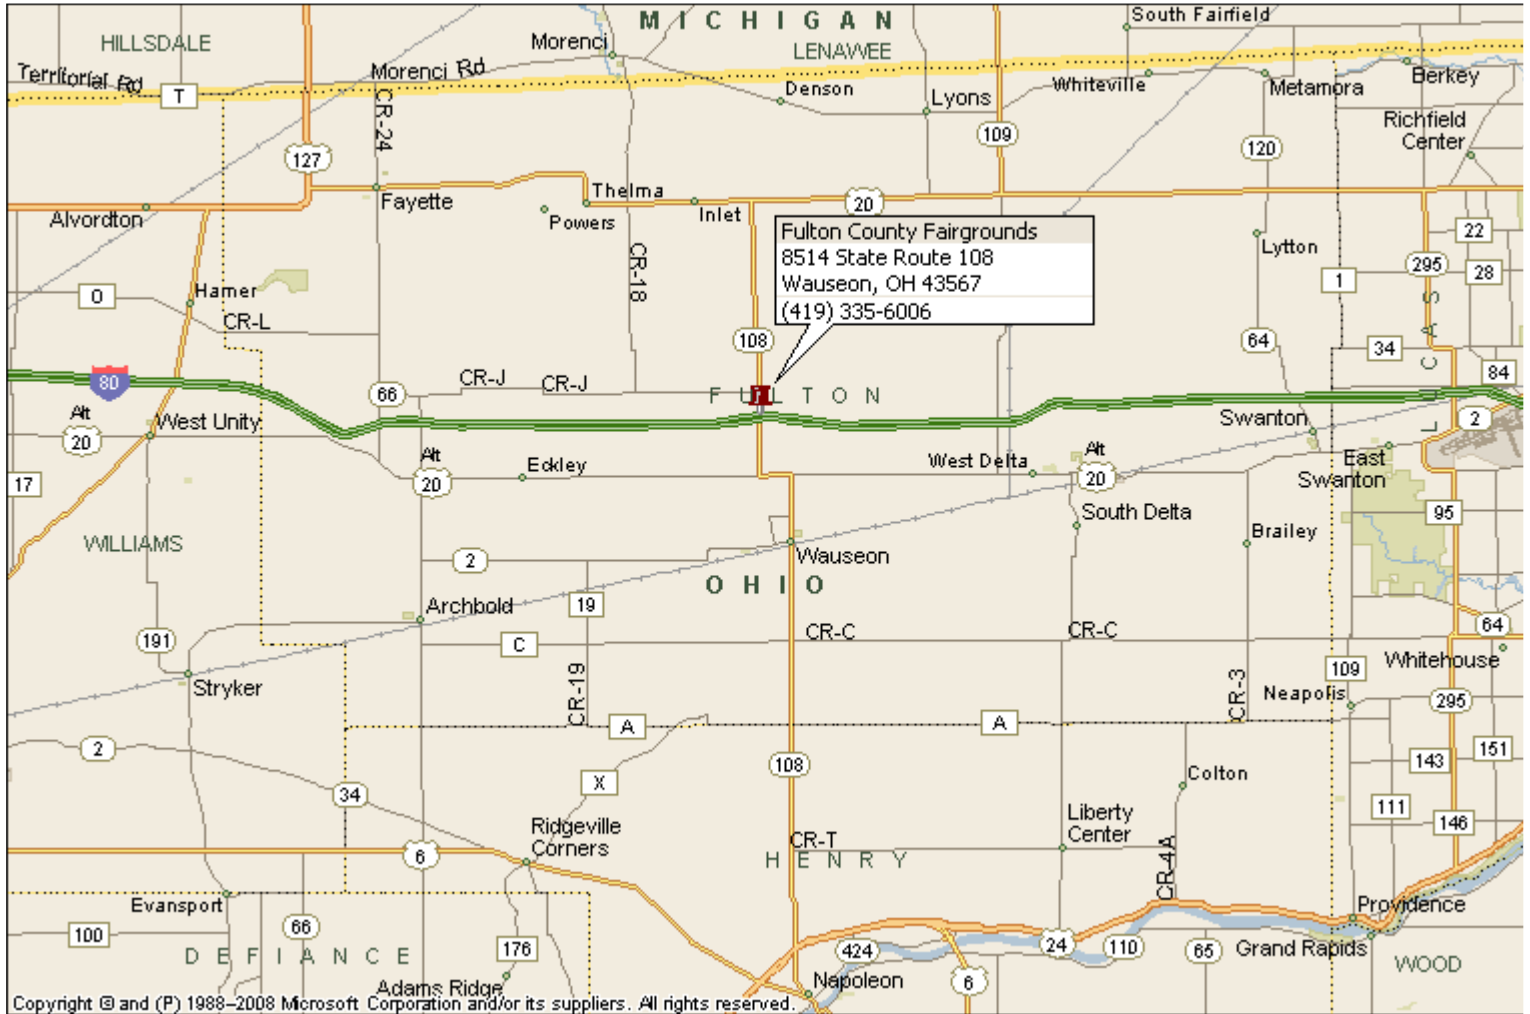 MICHIGAN
South Fairfield
HILLSDALE
Morenci
LENAWEE
Territorial Rd
Morenci Rd
T
Denson
Whiteville
Metamora
Berkey
CR-24
Lyons
Richfield
Center
127
109
120
Fayette
Thelma
Inlet
20
Alvordton
Powers
Lytton
22
Fulton County Fairgrounds
8514 State Route 108
Wauseon, OH 43567
(419) 335-6006
CR-18
295
28
1
O
Hamer
CR-L
108
64
34
LUCAS
80
CR-J
CR-J
66
FULTON
84
Alt
20
West Unity
Swanton
2
Alt
20
Eckley
West Delta
Alt
20
East
Swanton
17
South Delta
95
WILLIAMS
2
Wauseon
Brailey
OHIO
Archbold
19
191
C
CR-C
CR-C
64
Whitehouse
Stryker
CR-19
CR-3
109
Neapolis
295
A
A
2
108
143
151
X
Colton
34
111
Ridgeville
Corners
Liberty
Center
146
6
CR-T
HENRY
CR-4A
Evansport
Providence
100
66
176
424
24
110
65
Grand Rapids
DEFIANCE
WOOD
Adams Ridge
Napoleon
6
Copyright © and (P) 1988–2008 Microsoft Corporation and/or its suppliers. All rights reserved.